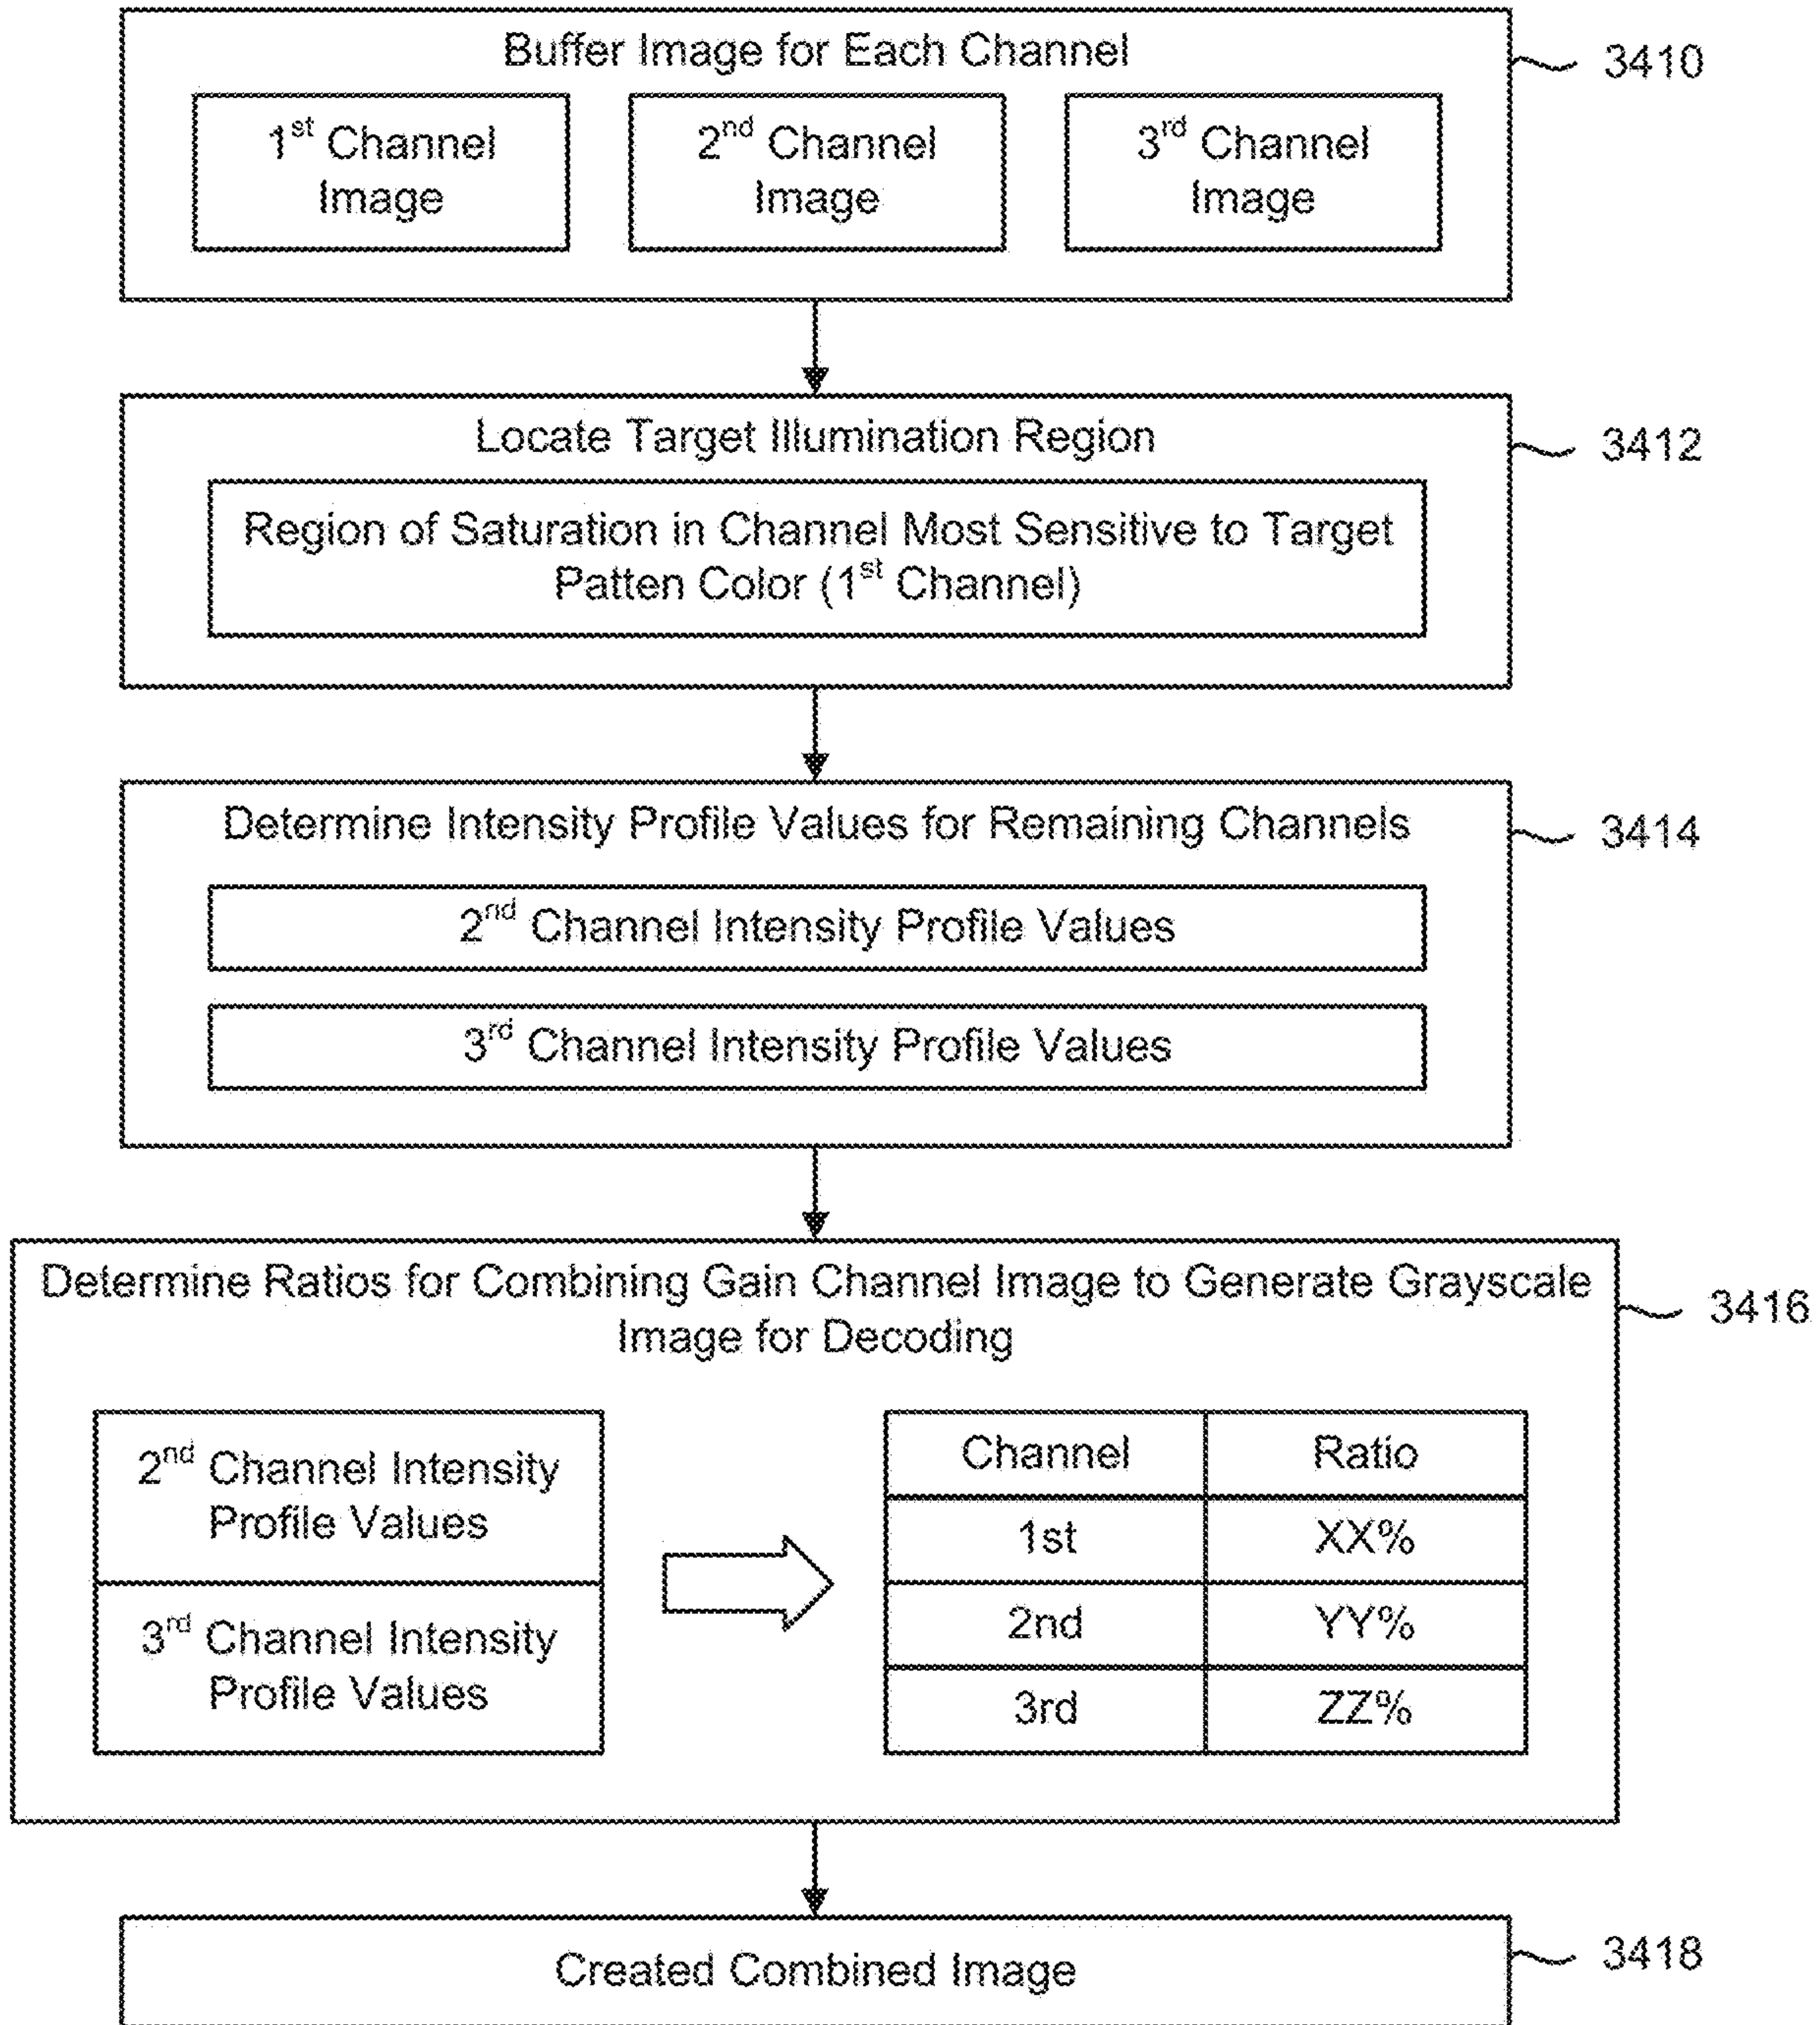 Buffer Image for Each Channel
3410
1st Channel
Image
2nd Channel
Image
3rd Channel
Image
Locate Target Illumination Region
3412
Region of Saturation in Channel Most Sensitive to Target
Patten Color (1st Channel)
Determine Intensity Profile Values for Remaining Channels
3414
2nd Channel Intensity Profile Values
3rd Channel Intensity Profile Values
Determine Ratios for Combining Gain Channel Image to Generate Grayscale
Image for Decoding
3416
2nd Channel Intensity
Profile Values
3rd Channel Intensity
Profile Values
Channel Ratio
1st XX%
2nd YY%
3rd ZZ%
Created Combined Image
3418